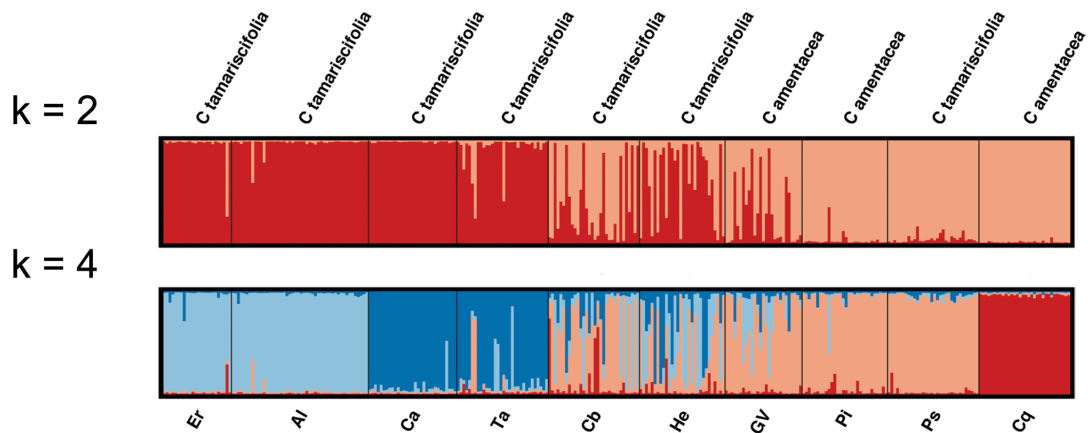 C tamariscifolia
C tamariscifolia
C tamariscifolia
C tamariscifolia
C tamariscifolia
C tamariscifolia
C amentacea
C amentacea
C tamariscifolia
C amentacea
k = 2
k = 4
Er
Al
Ca
Ta
Cb
He
GV
Pi
Ps
Cq